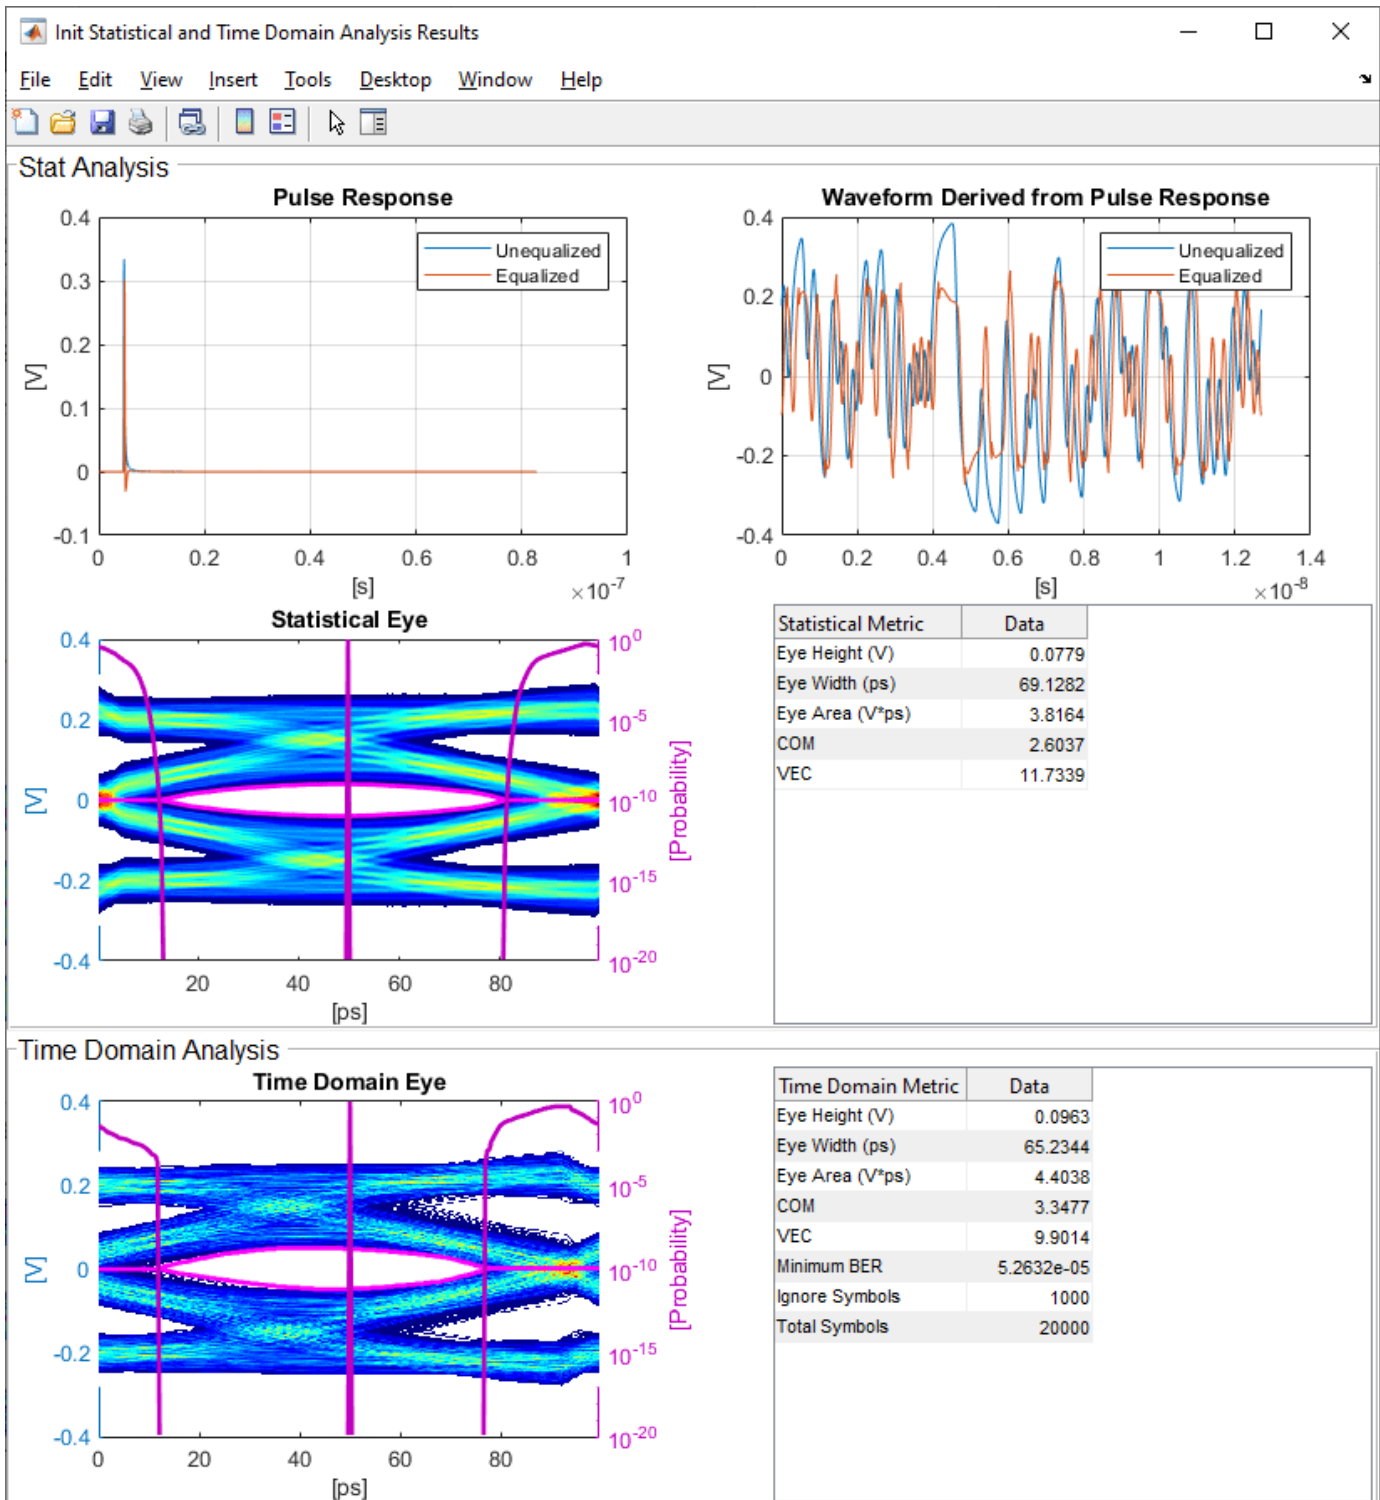 Init Statistical and Time Domain Analysis Results
File Edit View Insert Tools Desktop Window Help
Stat Analysis
Pulse Response
0.4
0.3
0.2
0.1
0
-0.1
[V]
Unequalized
Equalized
0 0.2 0.4 0.6 0.8 1
[s]
×10-7
Waveform Derived from Pulse Response
0.4
0.2
0
-0.2
-0.4
[V]
Unequalized
Equalized
0 0.2 0.4 0.6 0.8 1 1.2 1.4
[s]
×10-8
Statistical Eye
0.4
0.2
0
-0.2
-0.4
[V]
10^0
10^-5
10^-10
10^-15
10^-20
[Probability]
20 40 60 80
[ps]
Statistical Metric Data
Eye Height (V) 0.0779
Eye Width (ps) 69.1282
Eye Area (V*ps) 3.8164
COM 2.6037
VEC 11.7339
Time Domain Analysis
Time Domain Eye
0.4
0.2
0
-0.2
-0.4
[V]
10^0
10^-5
10^-10
10^-15
10^-20
[Probability]
0 20 40 60 80
[ps]
Time Domain Metric Data
Eye Height (V) 0.0963
Eye Width (ps) 65.2344
Eye Area (V*ps) 4.4038
COM 3.3477
VEC 9.9014
Minimum BER 5.2632e-05
Ignore Symbols 1000
Total Symbols 20000